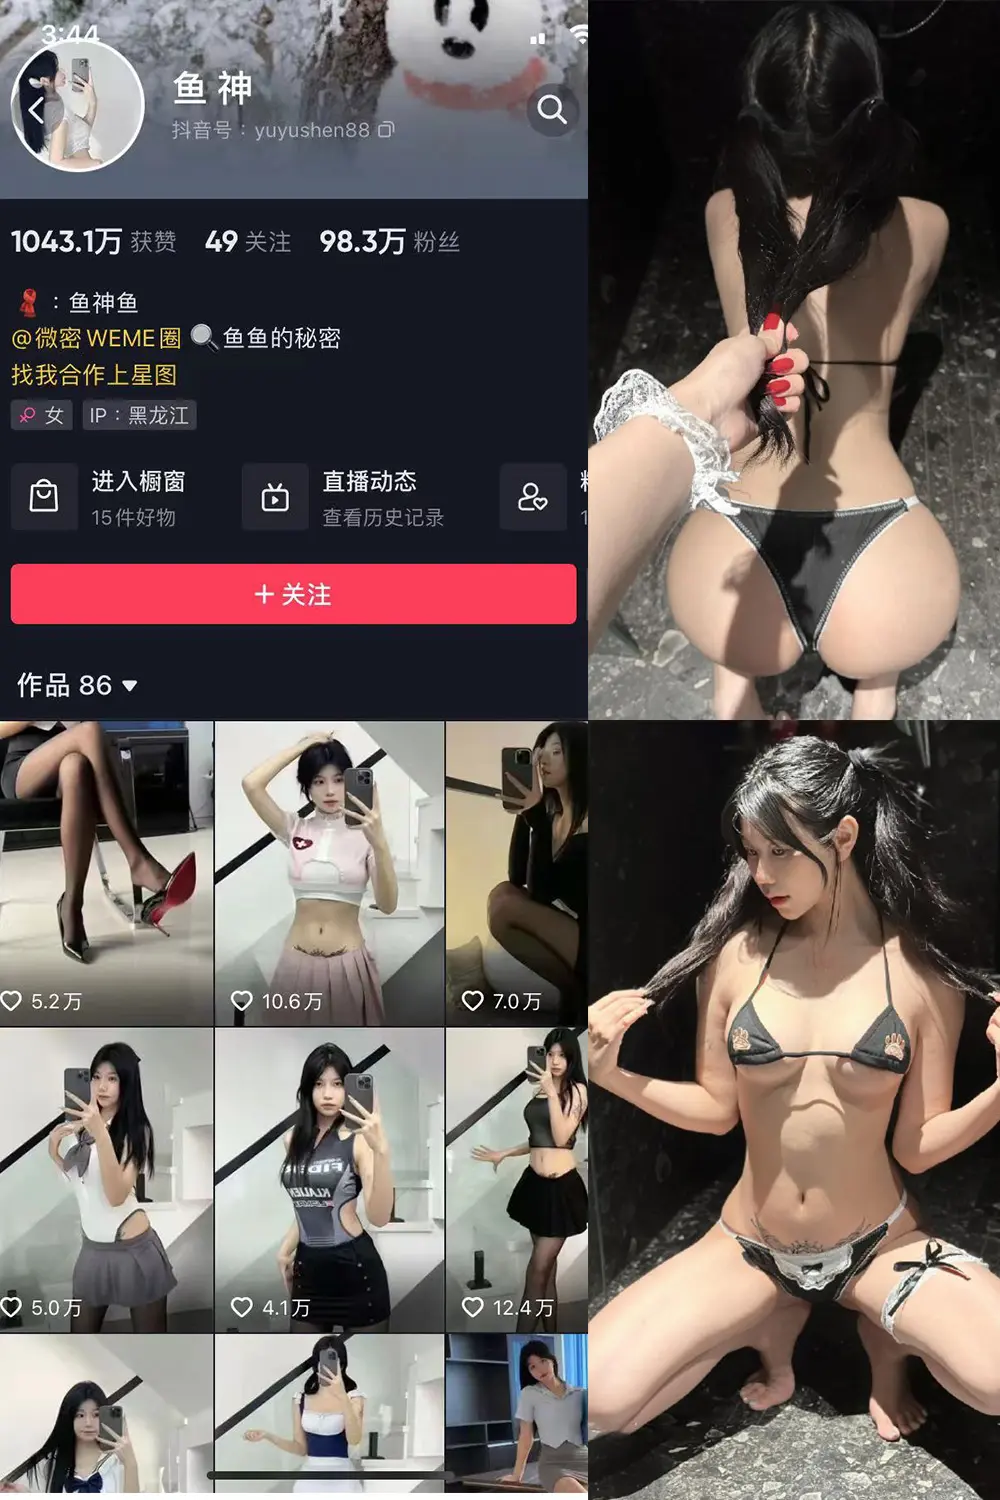 3:44
鱼 神
抖音号：yuyushen88
1043.1万 获赞 49 关注 98.3万 粉丝
：鱼神鱼
@微密 WEME圈 鱼鱼的秘密
找我合作上星图
女 IP：黑龙江
进入橱窗 直播动态
15件好物 查看历史记录
+ 关注
作品 86
5.2万 10.6万 7.0万
5.0万 4.1万 12.4万